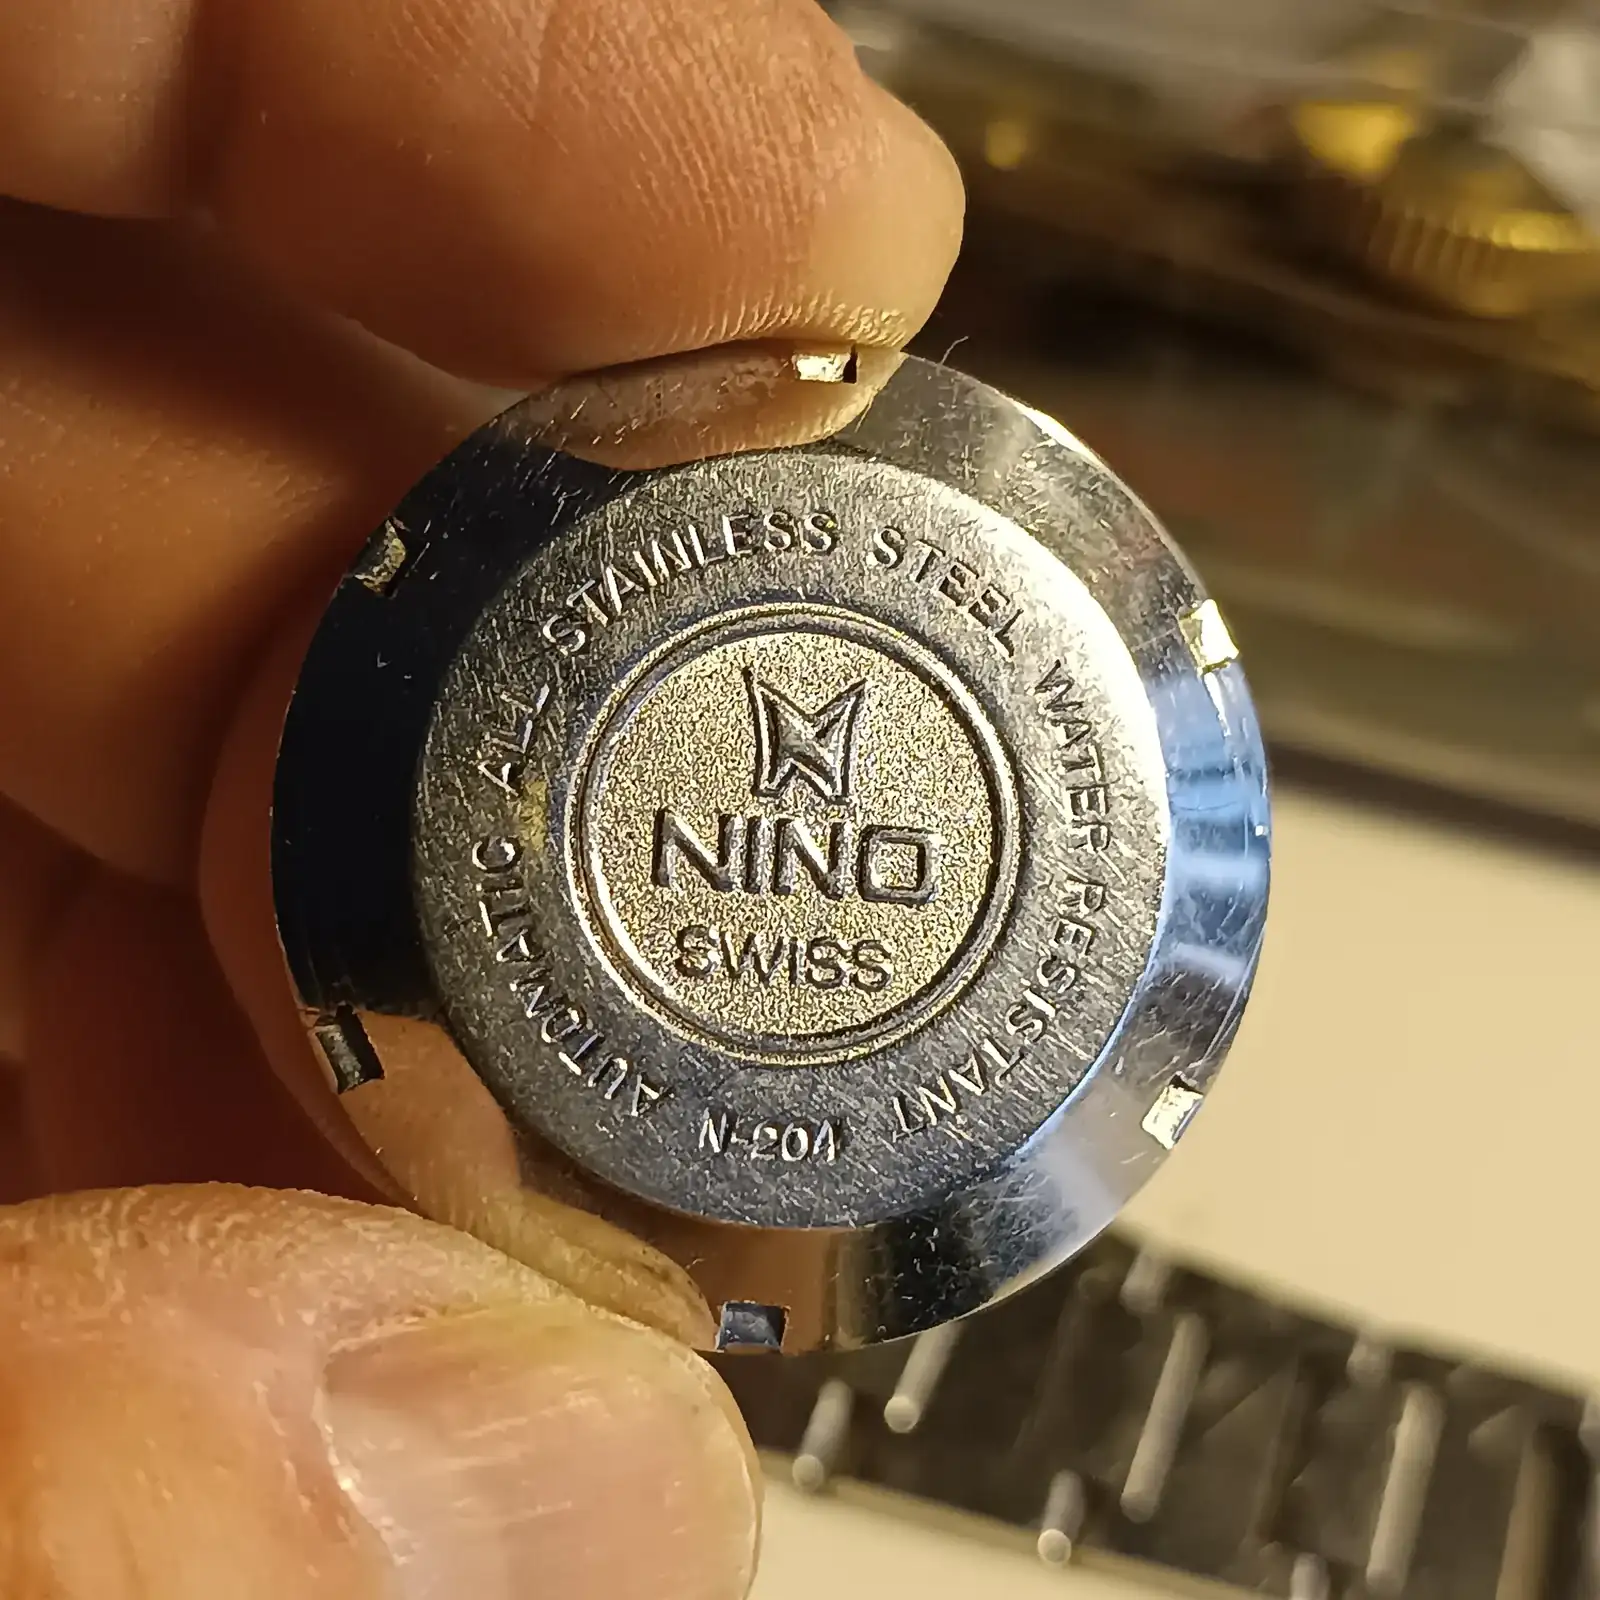 NINO
SWISS
AUTOMATIC ALL STAINLESS STEEL WATER RESISTANT
N-204